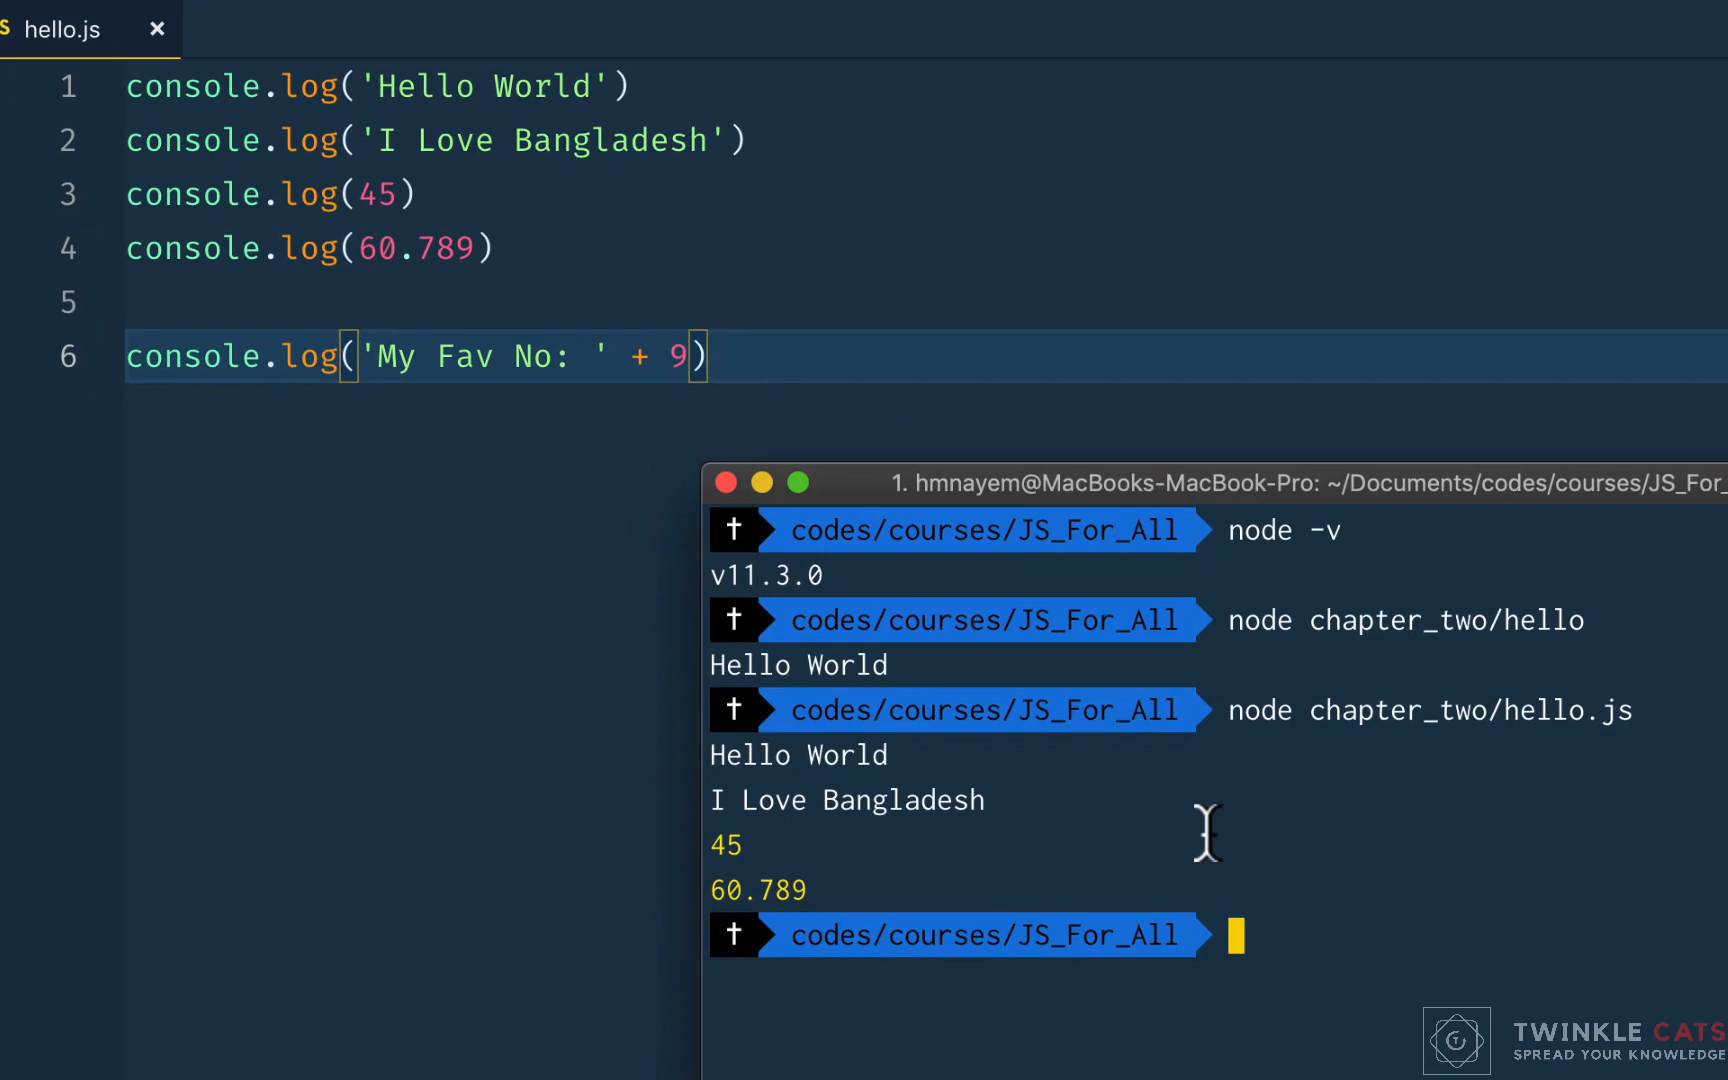 JS hello.js ×
1 console.log('Hello World')
2 console.log('I Love Bangladesh')
3 console.log(45)
4 console.log(60.789)
5
6 console.log('My Fav No: ' + 9)
1. hmnayem@MacBooks-MacBook-Pro: ~/Documents/codes/courses/JS_For_
† codes/courses/JS_For_All node -v
v11.3.0
† codes/courses/JS_For_All node chapter_two/hello
Hello World
† codes/courses/JS_For_All node chapter_two/hello.js
Hello World
I Love Bangladesh
45
60.789
† codes/courses/JS_For_All
TWINKLE CATS
SPREAD YOUR KNOWLEDGE